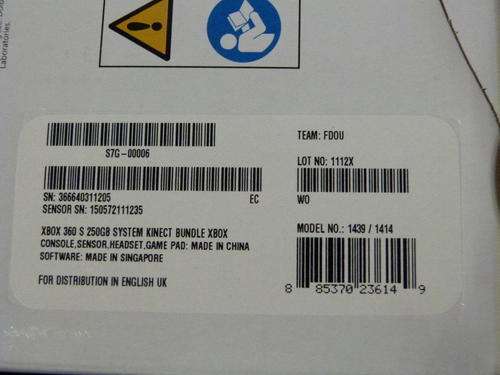 Laboratories.
S7G-00006
SN: 366640311205 EC
SENSOR SN: 150572111235
XBOX 360 S 250GB SYSTEM KINECT BUNDLE XBOX
CONSOLE,SENSOR,HEADSET,GAME PAD: MADE IN CHINA
SOFTWARE: MADE IN SINGAPORE
FOR DISTRIBUTION IN ENGLISH UK
TEAM: FDOU
LOT NO: 1112X
WO
MODEL NO.: 1439 / 1414
8 85370 23614 9